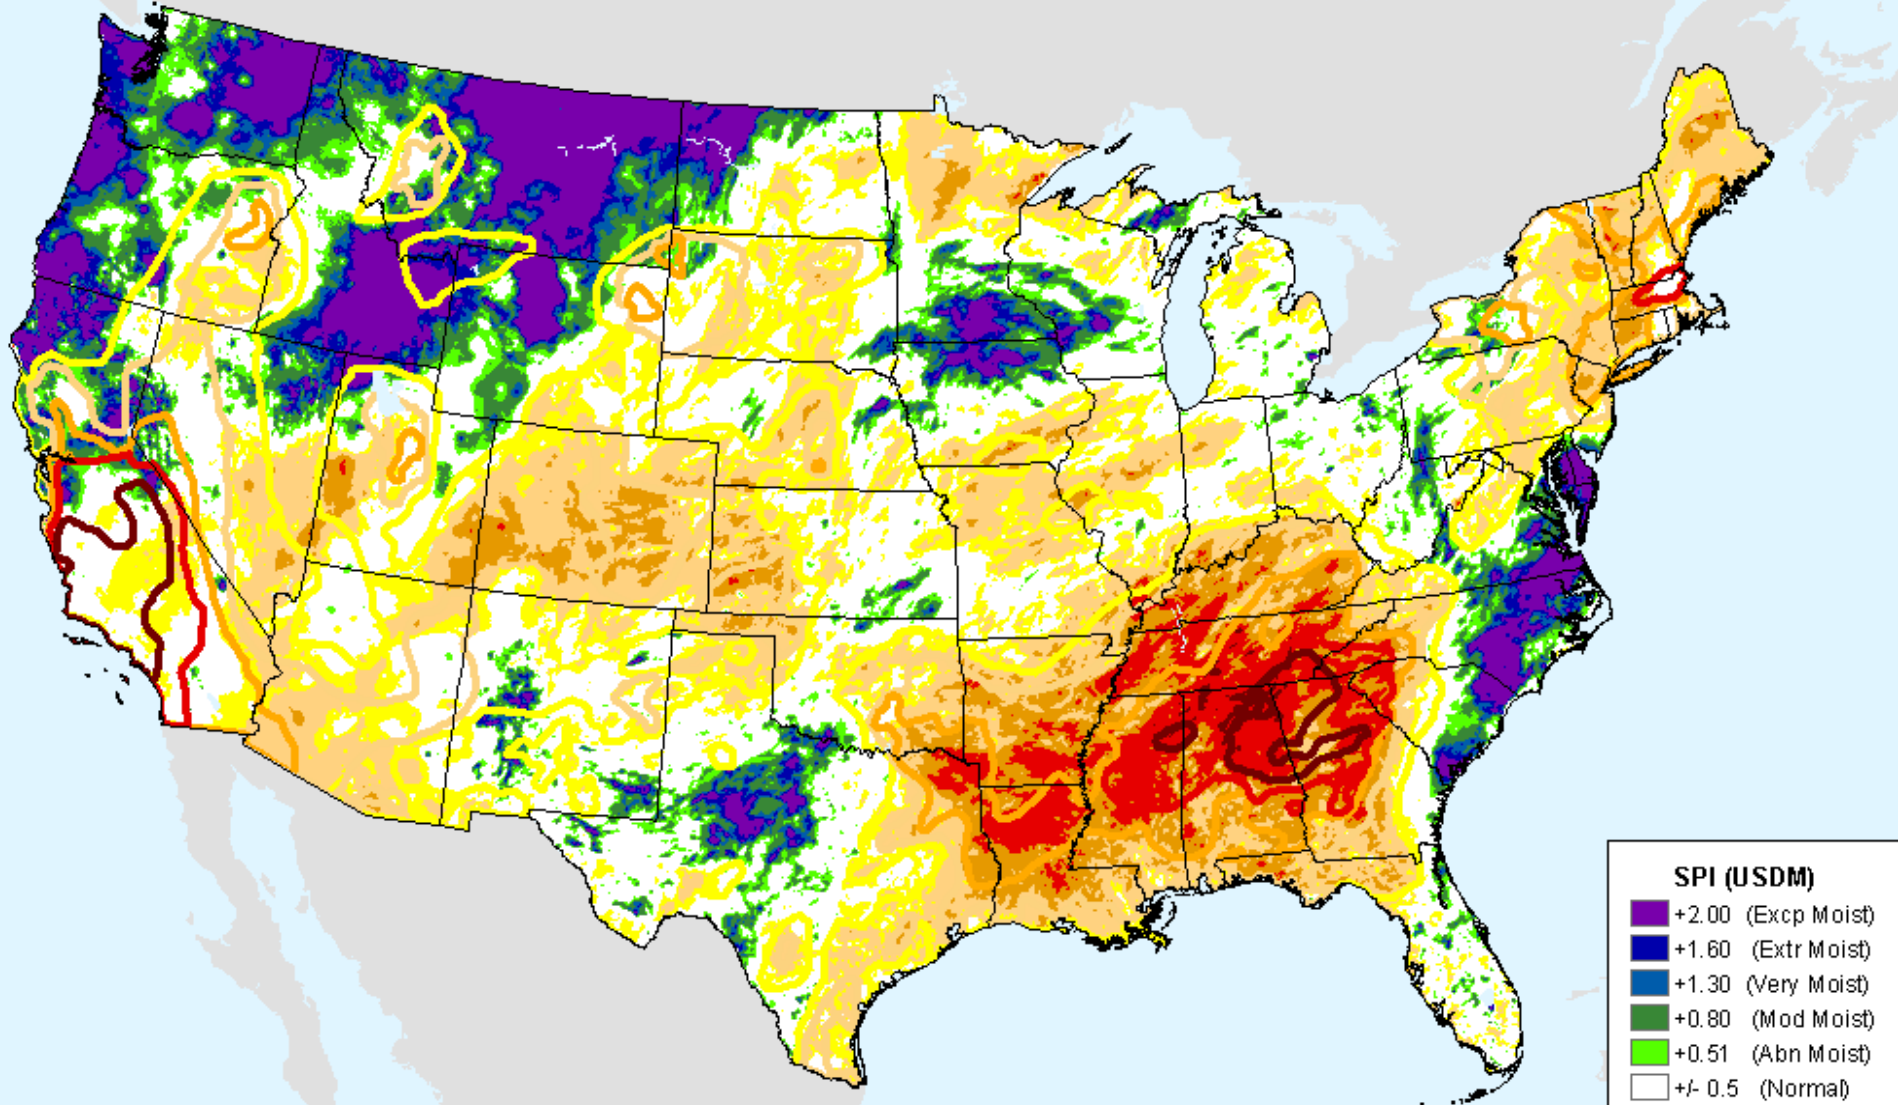 SPI (USDM)
+2.00 (Excp Moist)
+1.60 (Extr Moist)
+1.30 (Very Moist)
+0.80 (Mod Moist)
+0.51 (Abn Moist)
+/- 0.5 (Normal)